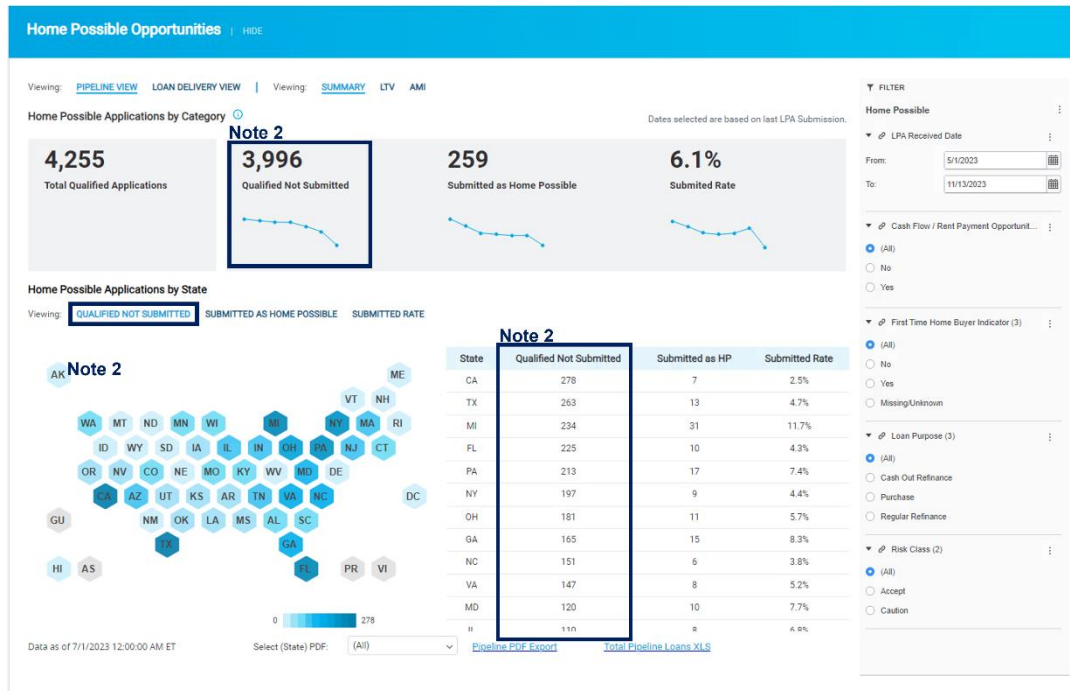 Home Possible Opportunities | HIDE
Viewing: PIPELINE VIEW LOAN DELIVERY VIEW | Viewing: SUMMARY LTV AMI
Home Possible Applications by Category
Dates selected are based on last LPA Submission.
Note 2
4,255
Total Qualified Applications
3,996
Qualified Not Submitted
259
Submitted as Home Possible
6.1%
Submited Rate
Home Possible Applications by State
Viewing: QUALIFIED NOT SUBMITTED SUBMITTED AS HOME POSSIBLE SUBMITTED RATE
Note 2
AK ME
VT NH
WA MT ND MN WI MI NY MA RI
ID WY SD IA IL IN OH PA NJ CT
OR NV CO NE MO KY WV MD DE
CA AZ UT KS AR TN VA NC DC
GU NM OK LA MS AL SC
TX GA
HI AS FL PR VI
0 278
Note 2
State Qualified Not Submitted Submitted as HP Submitted Rate
CA 278 7 2.5%
TX 263 13 4.7%
MI 234 31 11.7%
FL 225 10 4.3%
PA 213 17 7.4%
NY 197 9 4.4%
OH 181 11 5.7%
GA 165 15 8.3%
NC 151 6 3.8%
VA 147 8 5.2%
MD 120 10 7.7%
IL 110 8 6.8%
Data as of 7/1/2023 12:00:00 AM ET
Select (State) PDF: (All)
Pipeline PDF Export
Total Pipeline Loans XLS
FILTER
Home Possible
LPA Received Date
From: 5/1/2023
To: 11/13/2023
Cash Flow / Rent Payment Opportunit...
(All)
No
Yes
First Time Home Buyer Indicator (3)
(All)
No
Yes
Missing/Unknown
Loan Purpose (3)
(All)
Cash Out Refinance
Purchase
Regular Refinance
Risk Class (2)
(All)
Accept
Caution